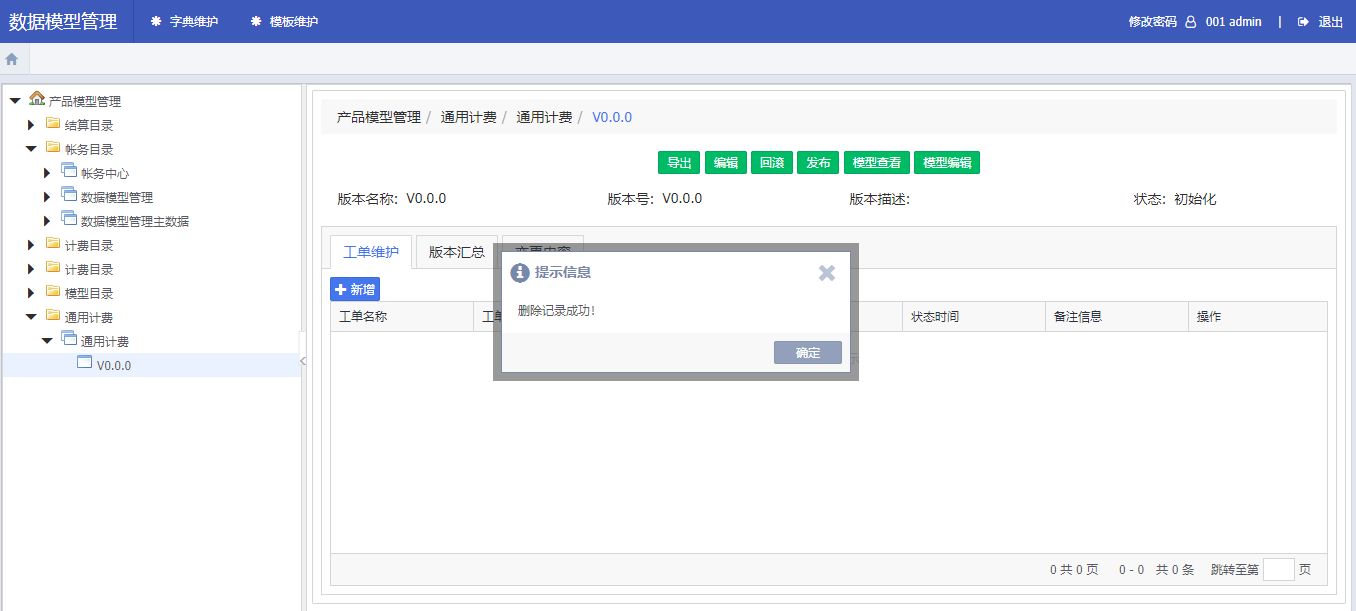 数据模型管理 字典维护 模板维护 修改密码 001 admin | 退出
产品模型管理
结算目录
帐务目录
帐务中心
数据模型管理
数据模型管理主数据
计费目录
计费目录
模型目录
通用计费
通用计费
V0.0.0
产品模型管理 / 通用计费 / 通用计费 / V0.0.0
导出 编辑 回滚 发布 模型查看 模型编辑
版本名称: V0.0.0 版本号: V0.0.0 版本描述: 状态: 初始化
工单维护 版本汇总 变更内容
新增
工单名称 工单 状态时间 备注信息 操作
提示信息
删除记录成功!
确定
0 共 0 页 0 - 0 共 0 条 跳转至第 页